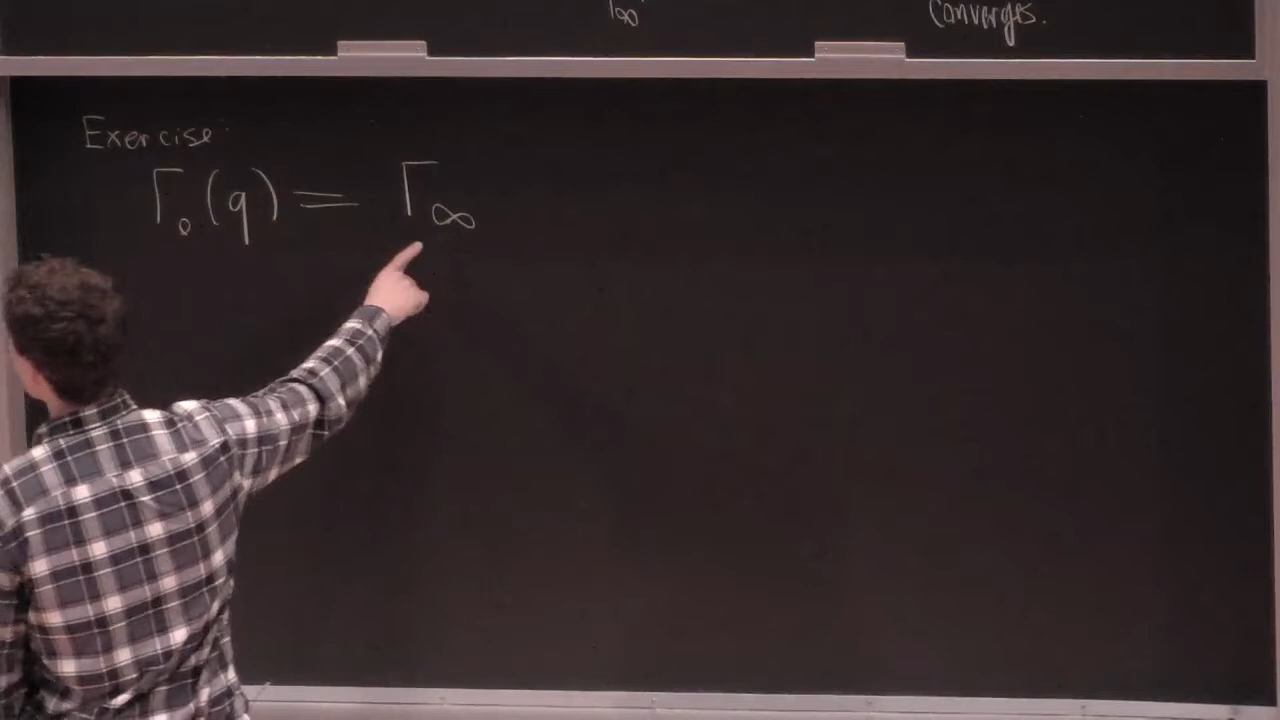 Γ∞
Converges.
Exercise:
Γ₀(q) = Γ∞